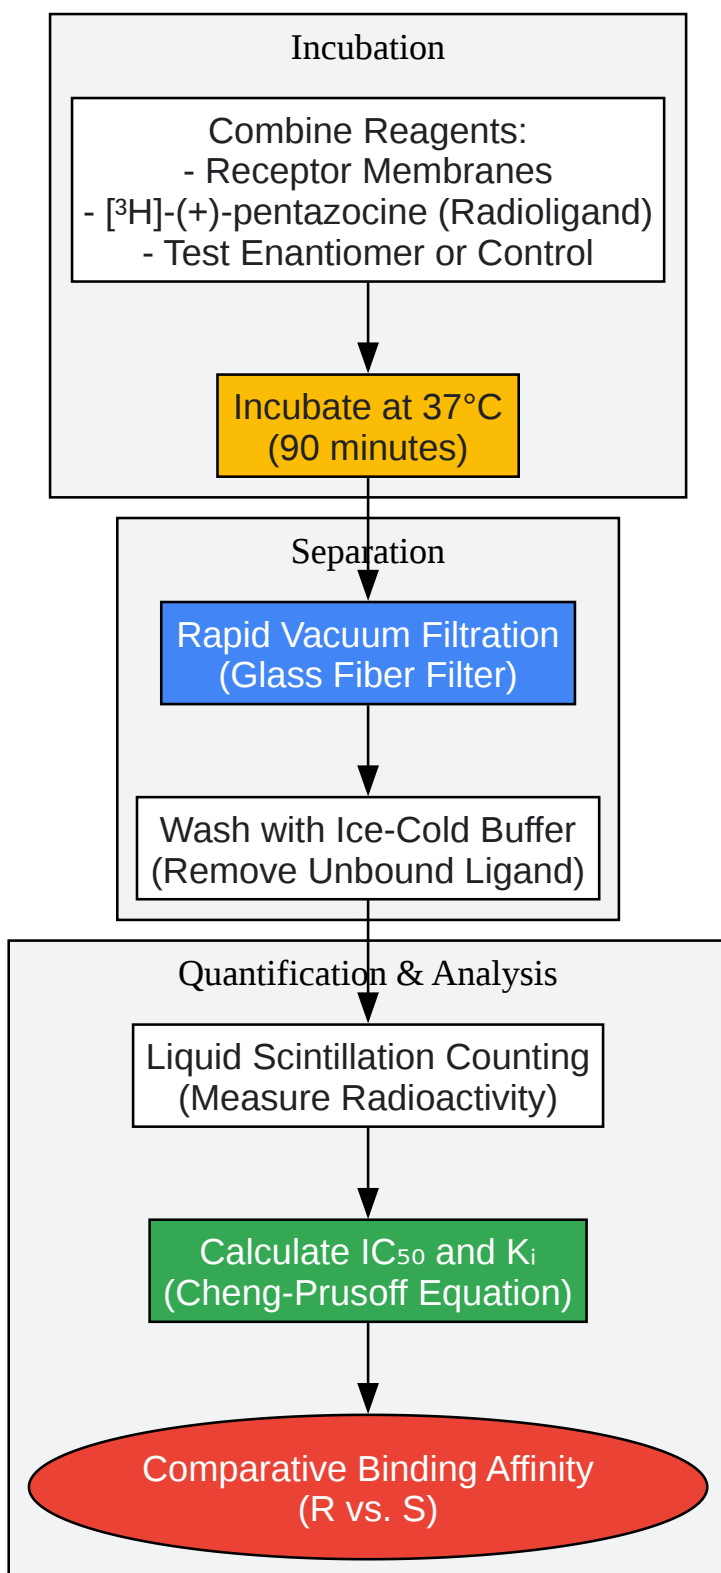 Incubation
Combine Reagents:
- Receptor Membranes
- [³H]-(+)-pentazocine (Radioligand)
- Test Enantiomer or Control
Incubate at 37°C
(90 minutes)
Separation
Rapid Vacuum Filtration
(Glass Fiber Filter)
Wash with Ice-Cold Buffer
(Remove Unbound Ligand)
Quantification & Analysis
Liquid Scintillation Counting
(Measure Radioactivity)
Calculate IC₅₀ and Kᵢ
(Cheng-Prusoff Equation)
Comparative Binding Affinity
(R vs. S)